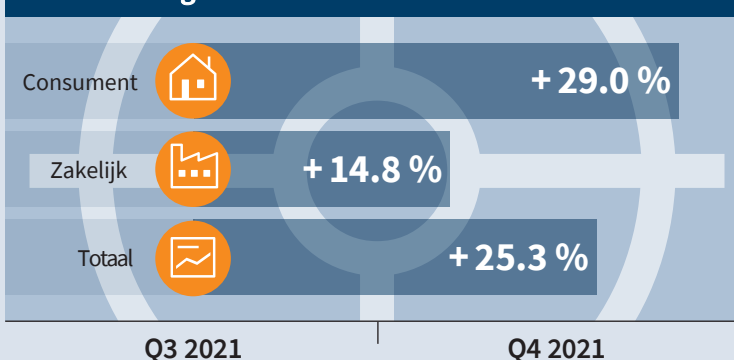 Consument
+ 29.0 %
Zakelijk
+ 14.8 %
Totaal
+ 25.3 %
Q3 2021
Q4 2021